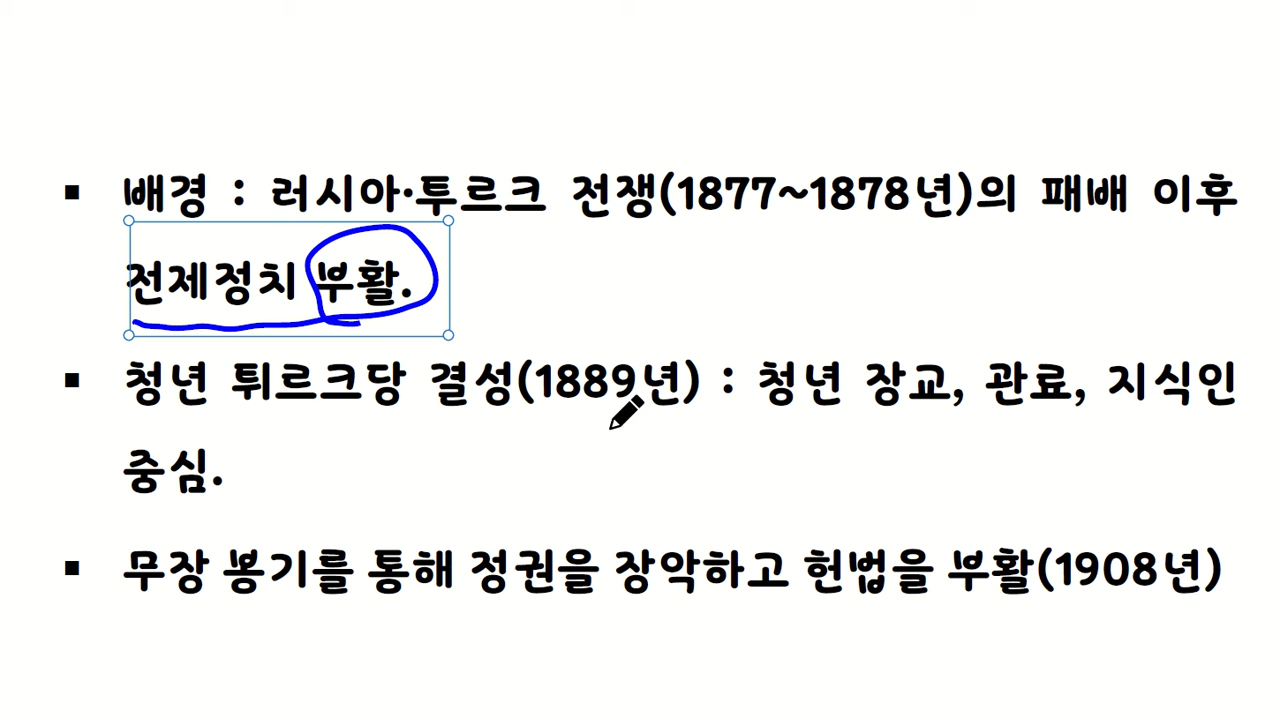 ▪ 배경 : 러시아·투르크 전쟁(1877~1878년)의 패배 이후
전제정치 부활.
▪ 청년 튀르크당 결성(1889년) : 청년 장교, 관료, 지식인
중심.
▪ 무장 봉기를 통해 정권을 장악하고 헌법을 부활(1908년)